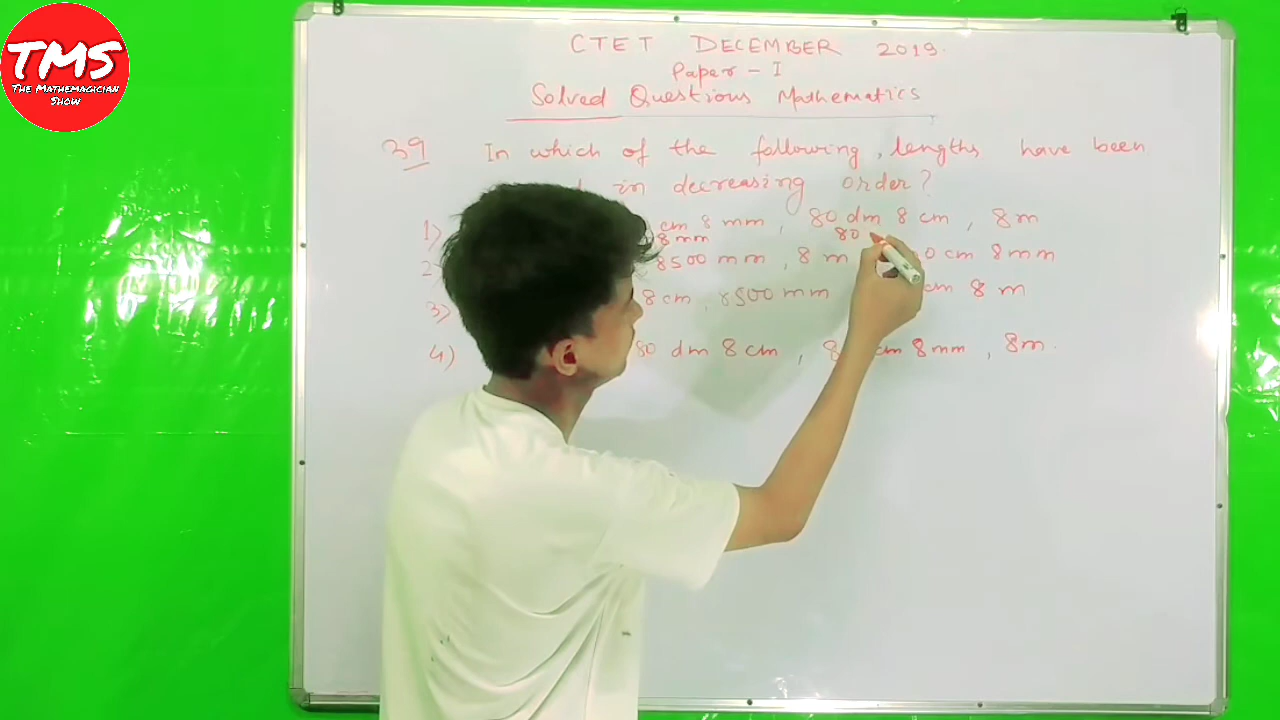 TMS
THE MATHEMAGICIAN
SHOW
CTET DECEMBER 2019.
Paper - I
Solved Questions Mathematics
39 In which of the following, lengths have been
in decreasing order?
1) cm 8 mm, 80 dm 8 cm, 8 m
8 mm 80
2 8500 mm, 8 m 0 cm 8 mm
3) 8 cm, 8500 mm cm 8 m
4) 80 dm 8 cm, 8 cm 8 mm, 8m.